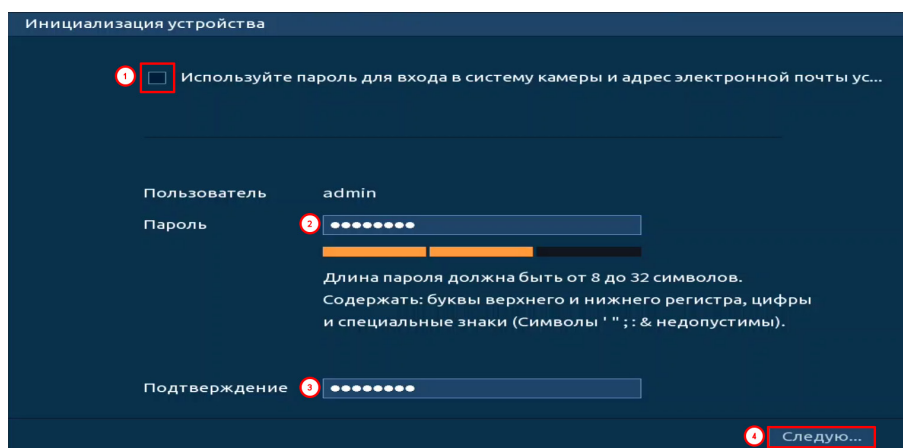 Инициализация устройства
1 Используйте пароль для входа в систему камеры и адрес электронной почты ус...
Пользователь admin
Пароль 2 ●●●●●●●●
Длина пароля должна быть от 8 до 32 символов.
Содержать: буквы верхнего и нижнего регистра, цифры
и специальные знаки (Символы ' " ; : & недопустимы).
Подтверждение 3 ●●●●●●●●
4 Следую...